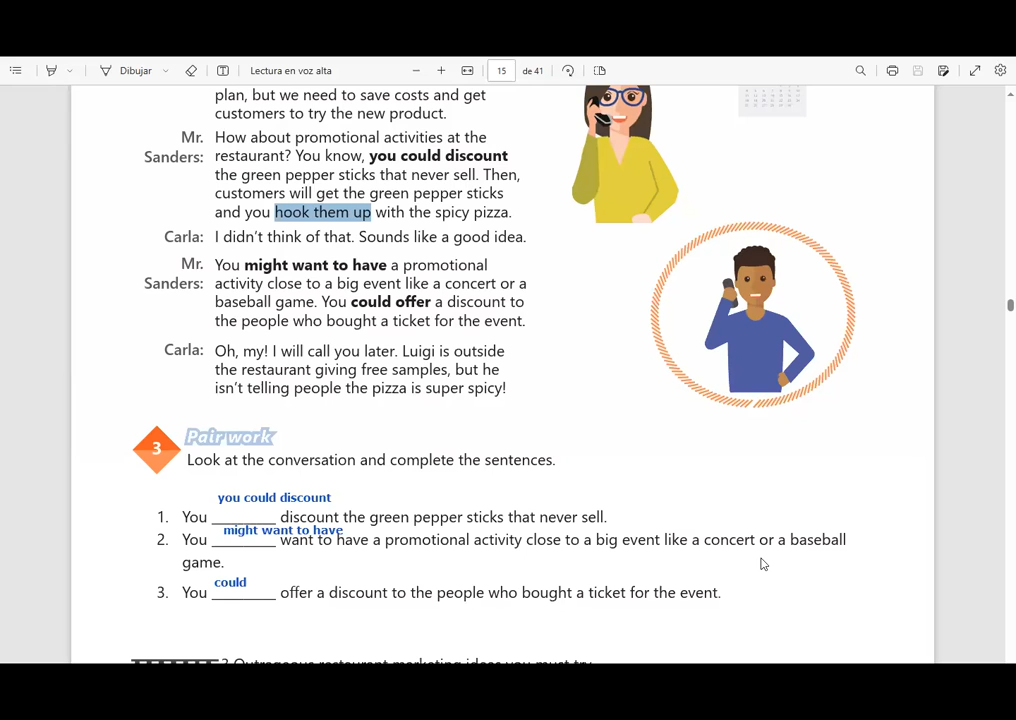 Dibujar
Lectura en voz alta
15
de 41
plan, but we need to save costs and get
customers to try the new product.
Mr. Sanders: How about promotional activities at the
restaurant? You know, you could discount
the green pepper sticks that never sell. Then,
customers will get the green pepper sticks
and you hook them up with the spicy pizza.
Carla: I didn't think of that. Sounds like a good idea.
Mr. Sanders: You might want to have a promotional
activity close to a big event like a concert or a
baseball game. You could offer a discount to
the people who bought a ticket for the event.
Carla: Oh, my! I will call you later. Luigi is outside
the restaurant giving free samples, but he
isn't telling people the pizza is super spicy!
3
Pair work
Look at the conversation and complete the sentences.
you could discount
1. You ________ discount the green pepper sticks that never sell.
might want to have
2. You ________ want to have a promotional activity close to a big event like a concert or a baseball
game.
could
3. You ________ offer a discount to the people who bought a ticket for the event.
3 Outrageous restaurant marketing ideas you must try